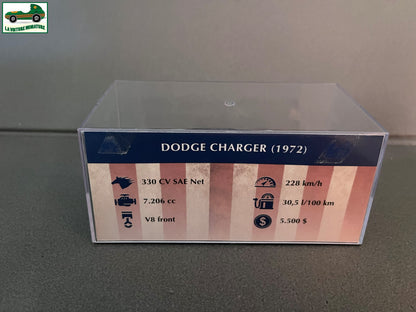 LA VOITURE MINIATURE
DODGE CHARGER (1972)
330 CV SAE Net
228 km/h
7.206 cc
30,5 l/100 km
V8 front
$
5.500 $